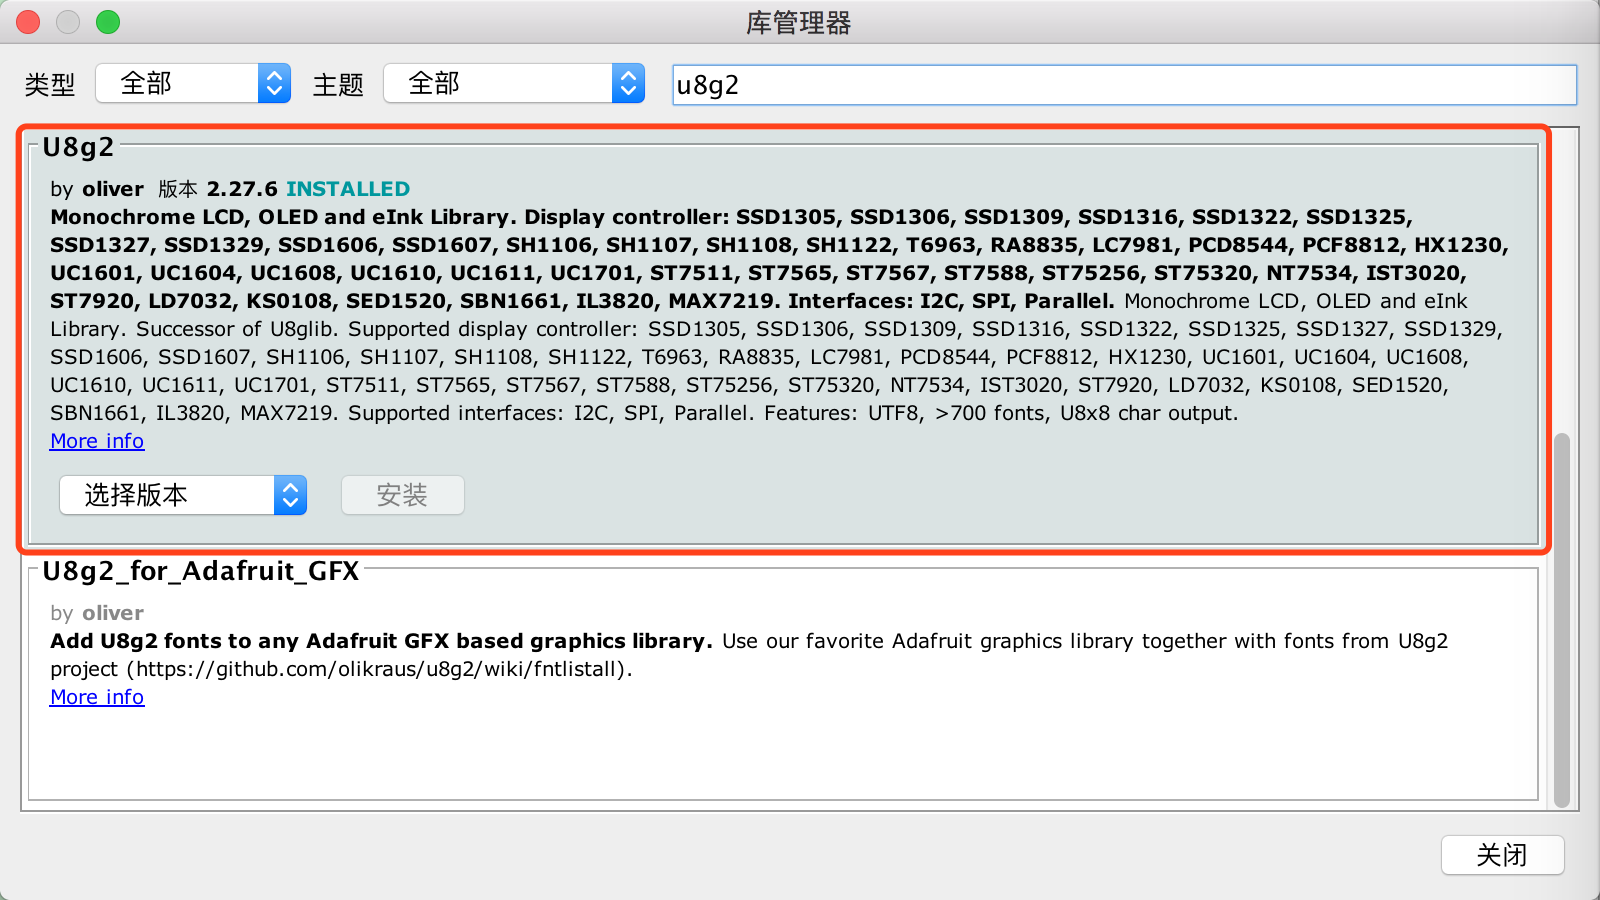 库管理器
类型 全部 主题 全部 u8g2
U8g2
by oliver 版本 2.27.6 INSTALLED
Monochrome LCD, OLED and eInk Library. Display controller: SSD1305, SSD1306, SSD1309, SSD1316, SSD1322, SSD1325,
SSD1327, SSD1329, SSD1606, SSD1607, SH1106, SH1107, SH1108, SH1122, T6963, RA8835, LC7981, PCD8544, PCF8812, HX1230,
UC1601, UC1604, UC1608, UC1610, UC1611, UC1701, ST7511, ST7565, ST7567, ST7588, ST75256, ST75320, NT7534, IST3020,
ST7920, LD7032, KS0108, SED1520, SBN1661, IL3820, MAX7219. Interfaces: I2C, SPI, Parallel. Monochrome LCD, OLED and eInk
Library. Successor of U8glib. Supported display controller: SSD1305, SSD1306, SSD1309, SSD1316, SSD1322, SSD1325, SSD1327, SSD1329,
SSD1606, SSD1607, SH1106, SH1107, SH1108, SH1122, T6963, RA8835, LC7981, PCD8544, PCF8812, HX1230, UC1601, UC1604, UC1608,
UC1610, UC1611, UC1701, ST7511, ST7565, ST7567, ST7588, ST75256, ST75320, NT7534, IST3020, ST7920, LD7032, KS0108, SED1520,
SBN1661, IL3820, MAX7219. Supported interfaces: I2C, SPI, Parallel. Features: UTF8, >700 fonts, U8x8 char output.
More info
选择版本 安装
U8g2_for_Adafruit_GFX
by oliver
Add U8g2 fonts to any Adafruit GFX based graphics library. Use our favorite Adafruit graphics library together with fonts from U8g2
project (https://github.com/olikraus/u8g2/wiki/fntlistall).
More info
关闭